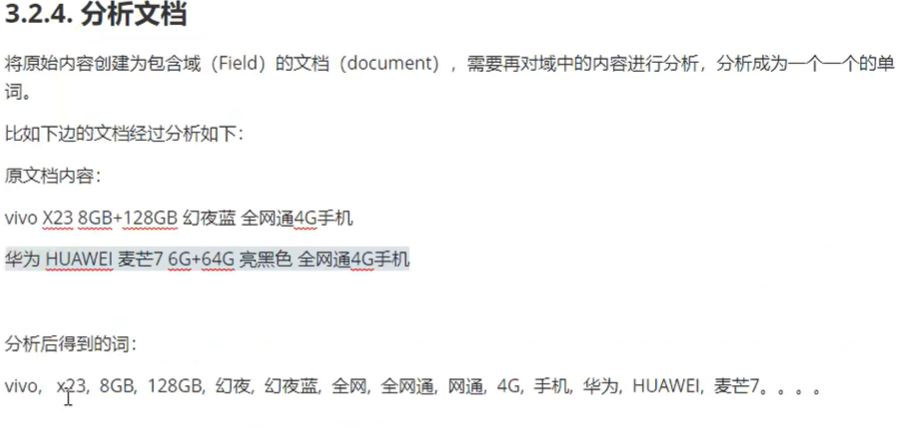 3.2.4. 分析文档
将原始内容创建为包含域（Field）的文档（document），需要再对域中的内容进行分析，分析成为一个一个的单
词。
比如下边的文档经过分析如下：
原文档内容：
vivo X23 8GB+128GB 幻夜蓝 全网通4G手机
华为 HUAWEI 麦芒7 6G+64G 亮黑色 全网通4G手机
分析后得到的词：
vivo, x23, 8GB, 128GB, 幻夜, 幻夜蓝, 全网, 全网通, 网通, 4G, 手机, 华为, HUAWEI, 麦芒7。。。。